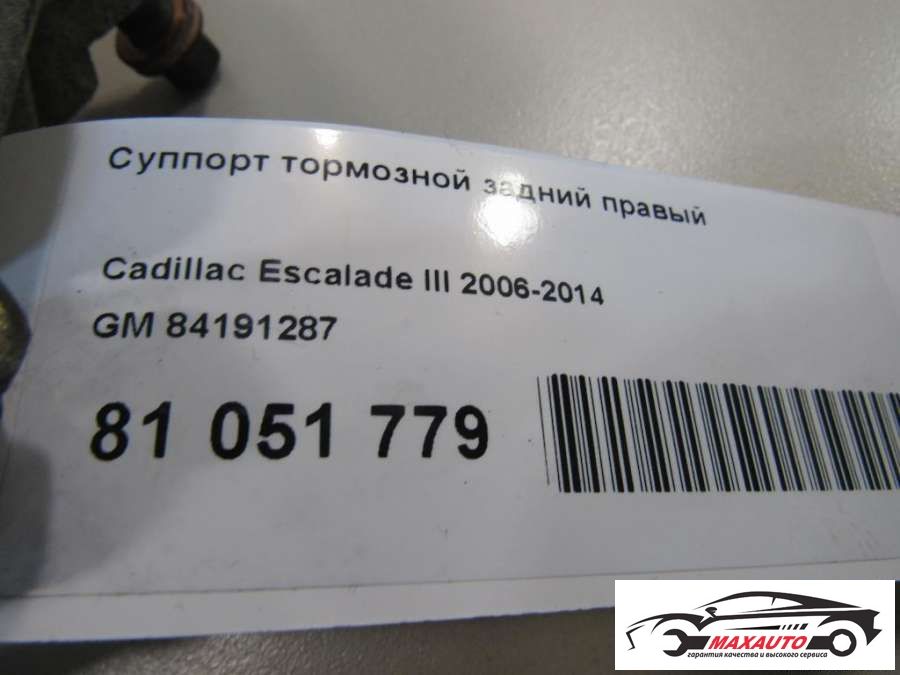 Суппорт тормозной задний правый
Cadillac Escalade III 2006-2014
GM 84191287
81 051 779
MAXAUTO
гарантия качества и высокого сервиса